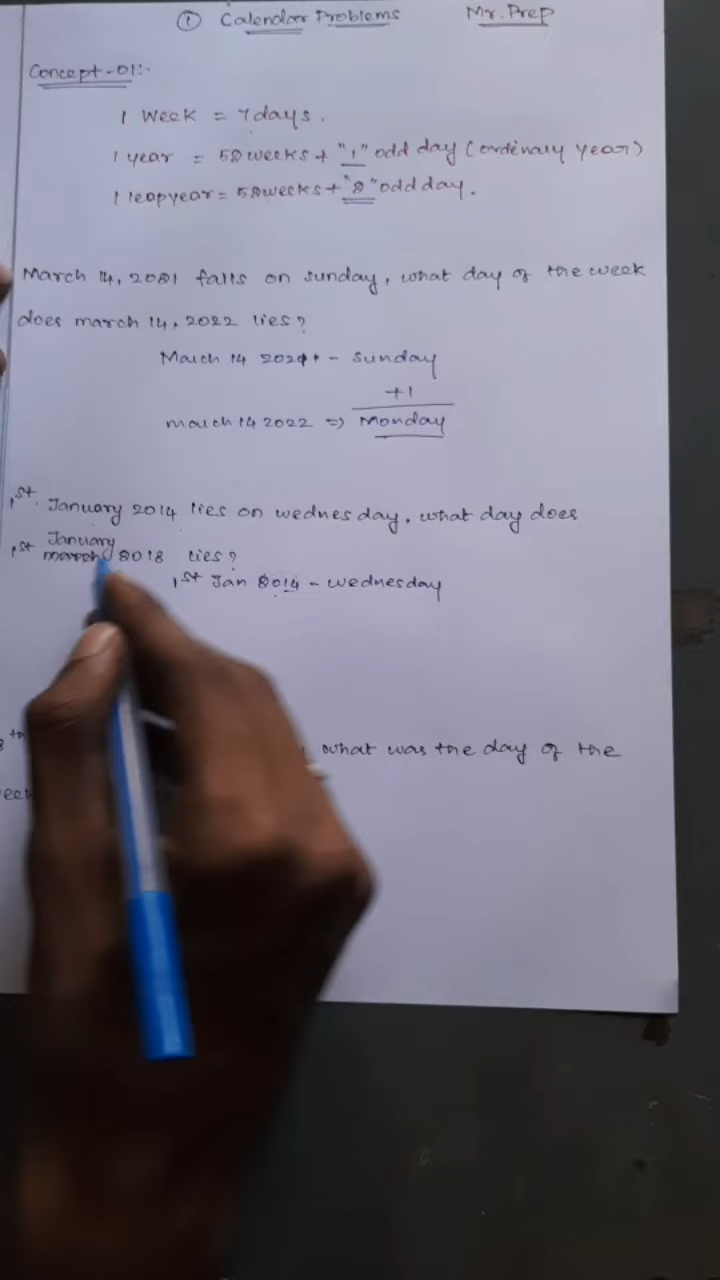 ① Calendar Problems Mr. Prep
Concept-01:-
1 Week = 7 days.
1 year = 52 weeks + "1" odd day (ordinary year)
1 leopyear = 52 weeks + "2" odd day.
March 14, 2021 falls on sunday, what day of the week
does march 14, 2022 lies?
March 14 2021 - sunday
+1
march 14 2022 => Monday
1st January 2014 lies on wednesday, what day does
January
1st march 2018 lies?
1st Jan 2014 - wednesday
what was the day of the